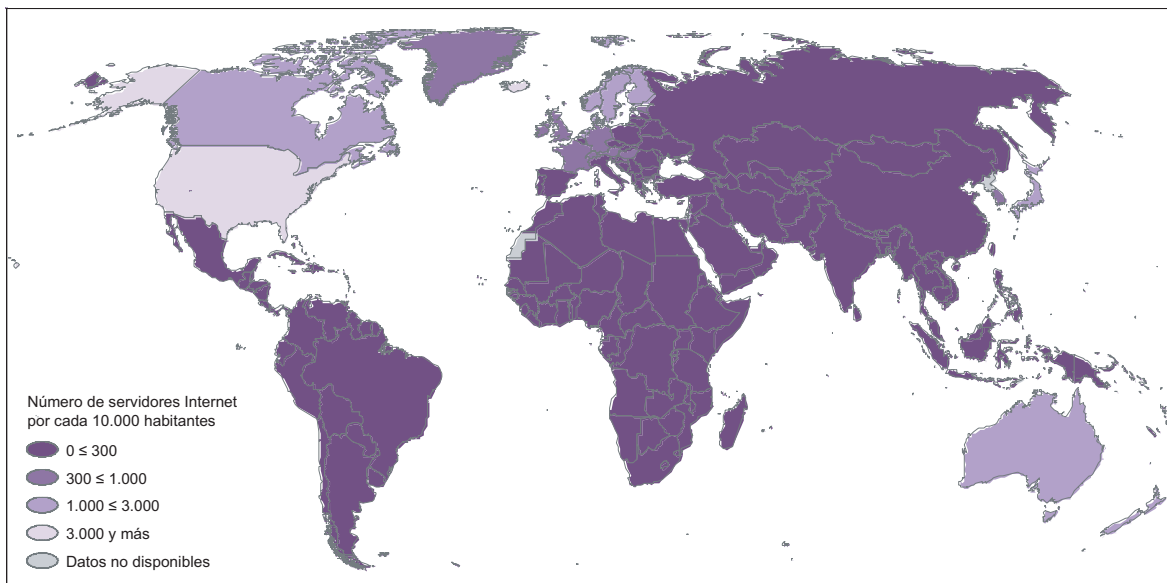 Número de servidores Internet
por cada 10.000 habitantes
0 ≤ 300
300 ≤ 1.000
1.000 ≤ 3.000
3.000 y más
Datos no disponibles